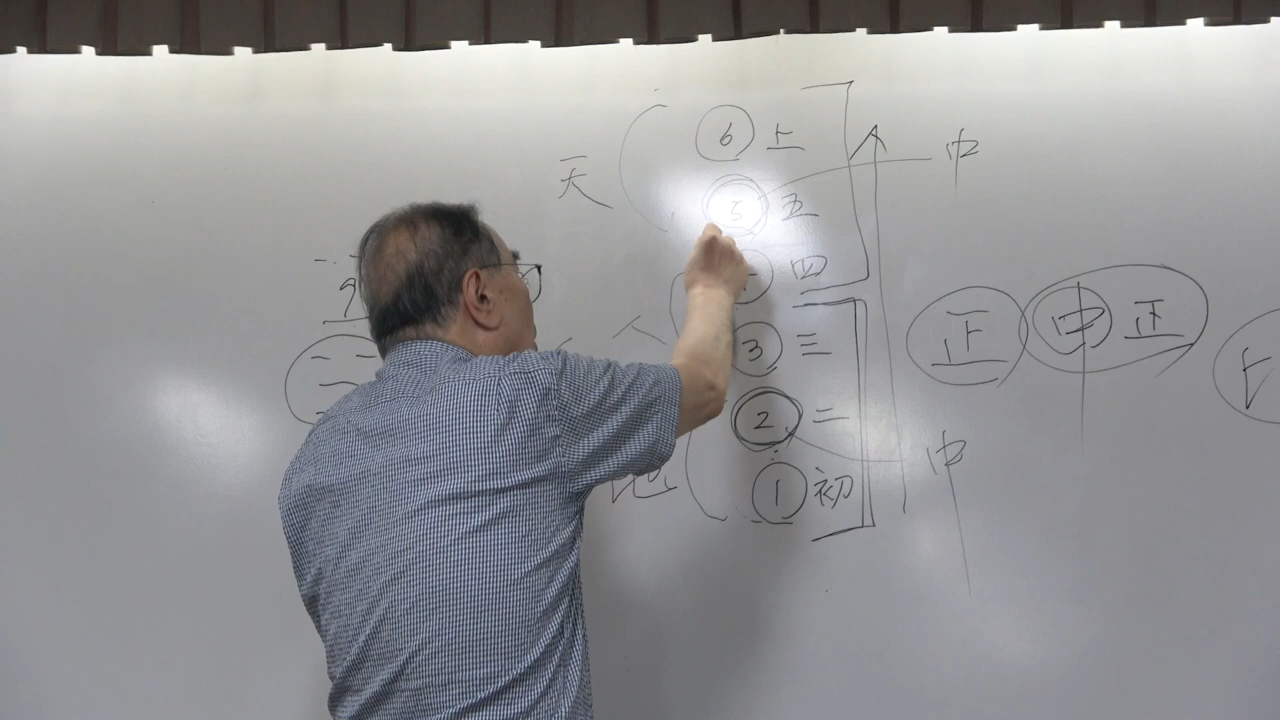 6 上
天 5 五 中
四
人 3 三 正 中正
2 二 中
地 1 初